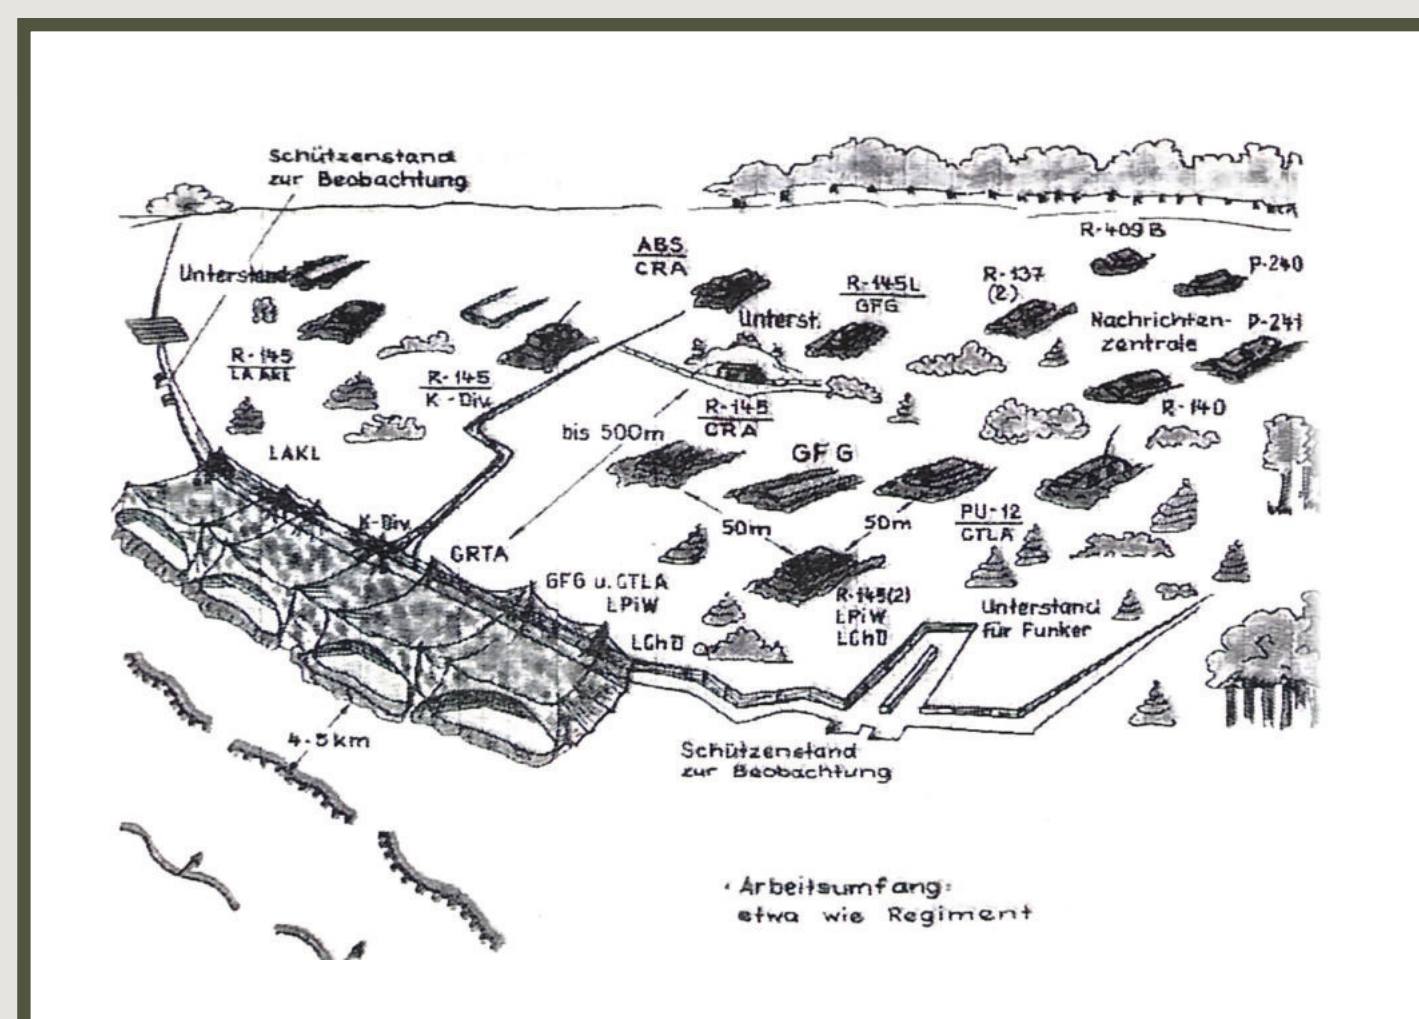 Schützenstand
zur Beobachtung
Unterstand
ABS
CRA
R-409B
R-145L
GFG
R-137
(2)
P-240
Unterst.
Nachrichten-
zentrale
P-241
R-145
LAAKL
R-145
K-Div.
R-145
CRA
R-140
bis 500m
LAKL
GFG
50m
50m
PU-12
CTLA
K-Div.
GRTA
GFG u. CTLA
LPiW
LChD
R-145(2)
LPiW
LChD
Unterstand
für Funker
4-5km
Schützenstand
zur Beobachtung
Arbeitsumfang:
etwa wie Regiment